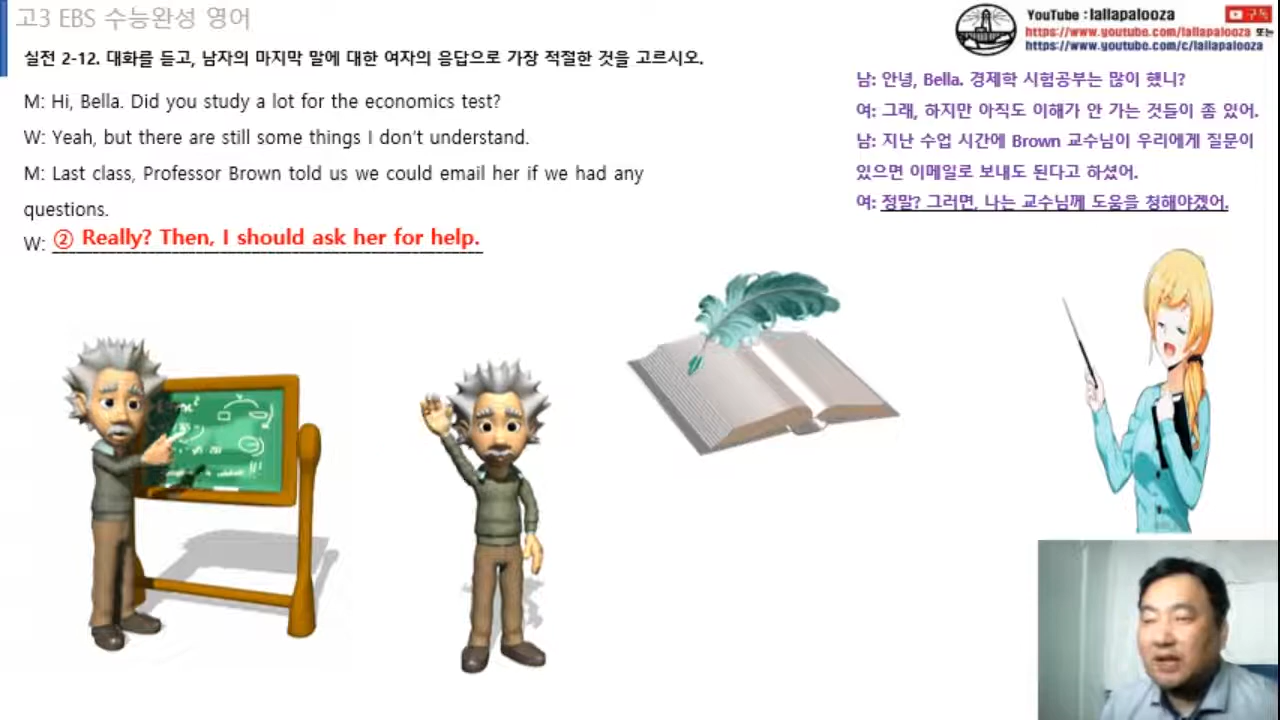 고3 EBS 수능완성 영어
YouTube : lallapalooza
구독
https://www.youtube.com/lallapalooza 또는
https://www.youtube.com/c/lallapalooza
실전 2-12. 대화를 듣고, 남자의 마지막 말에 대한 여자의 응답으로 가장 적절한 것을 고르시오.
M: Hi, Bella. Did you study a lot for the economics test?
W: Yeah, but there are still some things I don't understand.
M: Last class, Professor Brown told us we could email her if we had any
questions.
W: ② Really? Then, I should ask her for help.
남: 안녕, Bella. 경제학 시험공부는 많이 했니?
여: 그래, 하지만 아직도 이해가 안 가는 것들이 좀 있어.
남: 지난 수업 시간에 Brown 교수님이 우리에게 질문이
있으면 이메일로 보내도 된다고 하셨어.
여: 정말? 그러면, 나는 교수님께 도움을 청해야겠어.